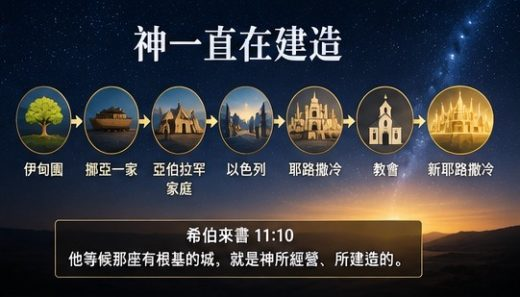 神一直在建造
伊甸園
挪亞一家
亞伯拉罕
家庭
以色列
耶路撒冷
教會
新耶路撒冷
希伯來書 11:10
他等候那座有根基的城，就是神所經營、所建造的。